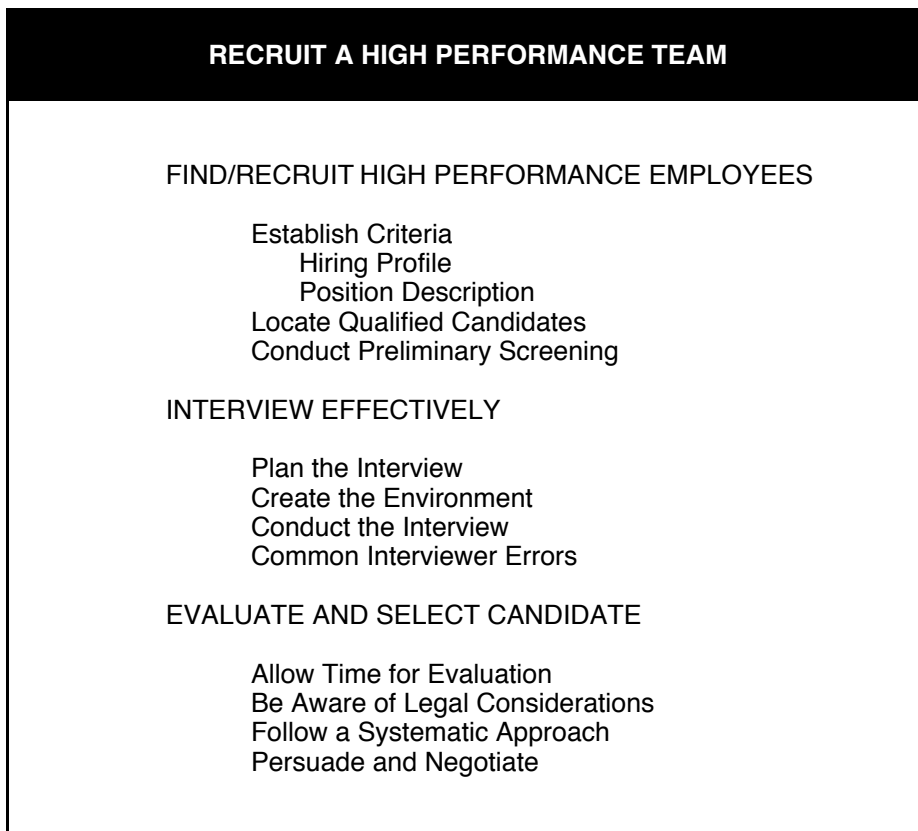 RECRUIT A HIGH PERFORMANCE TEAM
FIND/RECRUIT HIGH PERFORMANCE EMPLOYEES
Establish Criteria
Hiring Profile
Position Description
Locate Qualified Candidates
Conduct Preliminary Screening
INTERVIEW EFFECTIVELY
Plan the Interview
Create the Environment
Conduct the Interview
Common Interviewer Errors
EVALUATE AND SELECT CANDIDATE
Allow Time for Evaluation
Be Aware of Legal Considerations
Follow a Systematic Approach
Persuade and Negotiate